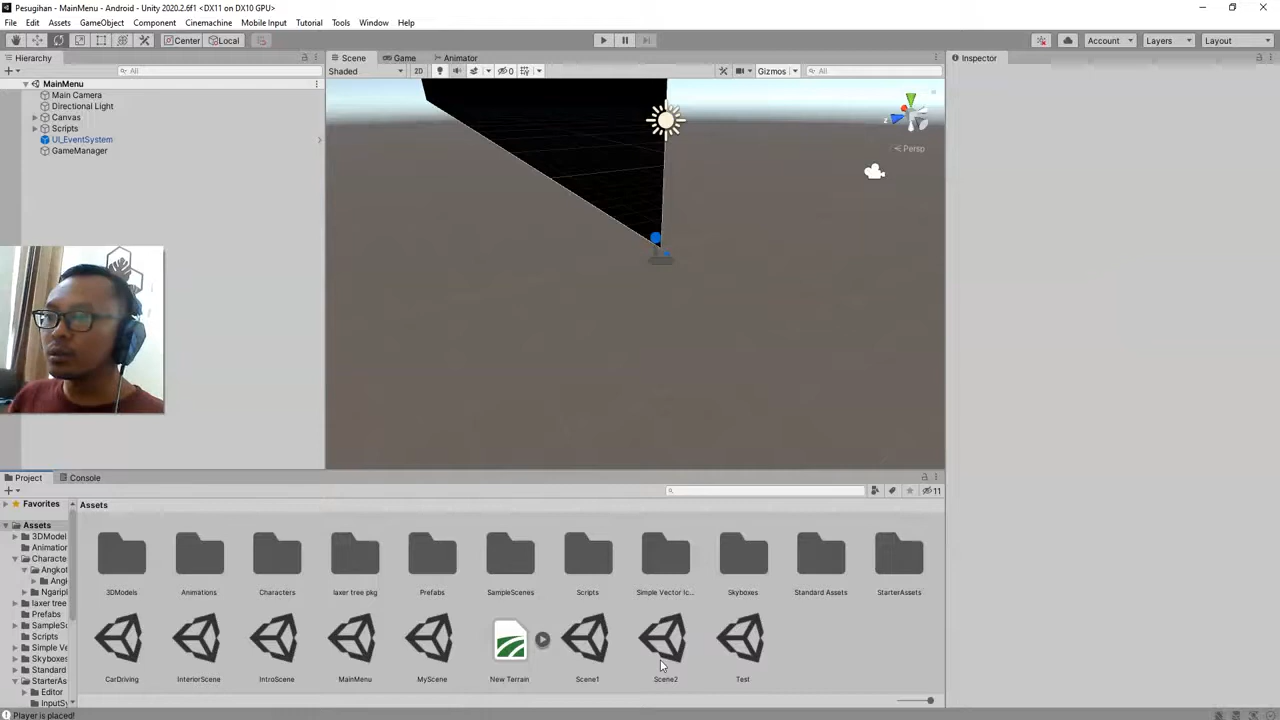 Pesugihan - MainMenu - Android - Unity 2020.2.6f1 <DX11 on DX10 GPU>
File Edit Assets GameObject Component Cinemachine Mobile Input Tutorial Tools Window Help
Center Local Account Layers Layout
Hierarchy Scene Game Animator Inspector
All Shaded 2D 0 Gizmos All
MainMenu
Main Camera
Directional Light
Canvas
Scripts
UI_EventSystem
GameManager
z
Persp
Project Console
11
Favorites
Assets
Assets
3DModel
Animation
Characte
Angkot
Angl
Ngaripl
laxer tree
Prefabs
SampleSc
Scripts
Simple Ve
Skyboxes
Standard
StarterAs
Editor
InputSy
3DModels Animations Characters laxer tree pkg Prefabs SampleScenes Scripts Simple Vector Ic... Skyboxes Standard Assets StarterAssets
CarDriving InteriorScene IntroScene MainMenu MyScene New Terrain Scene1 Scene2 Test
Player is placed!